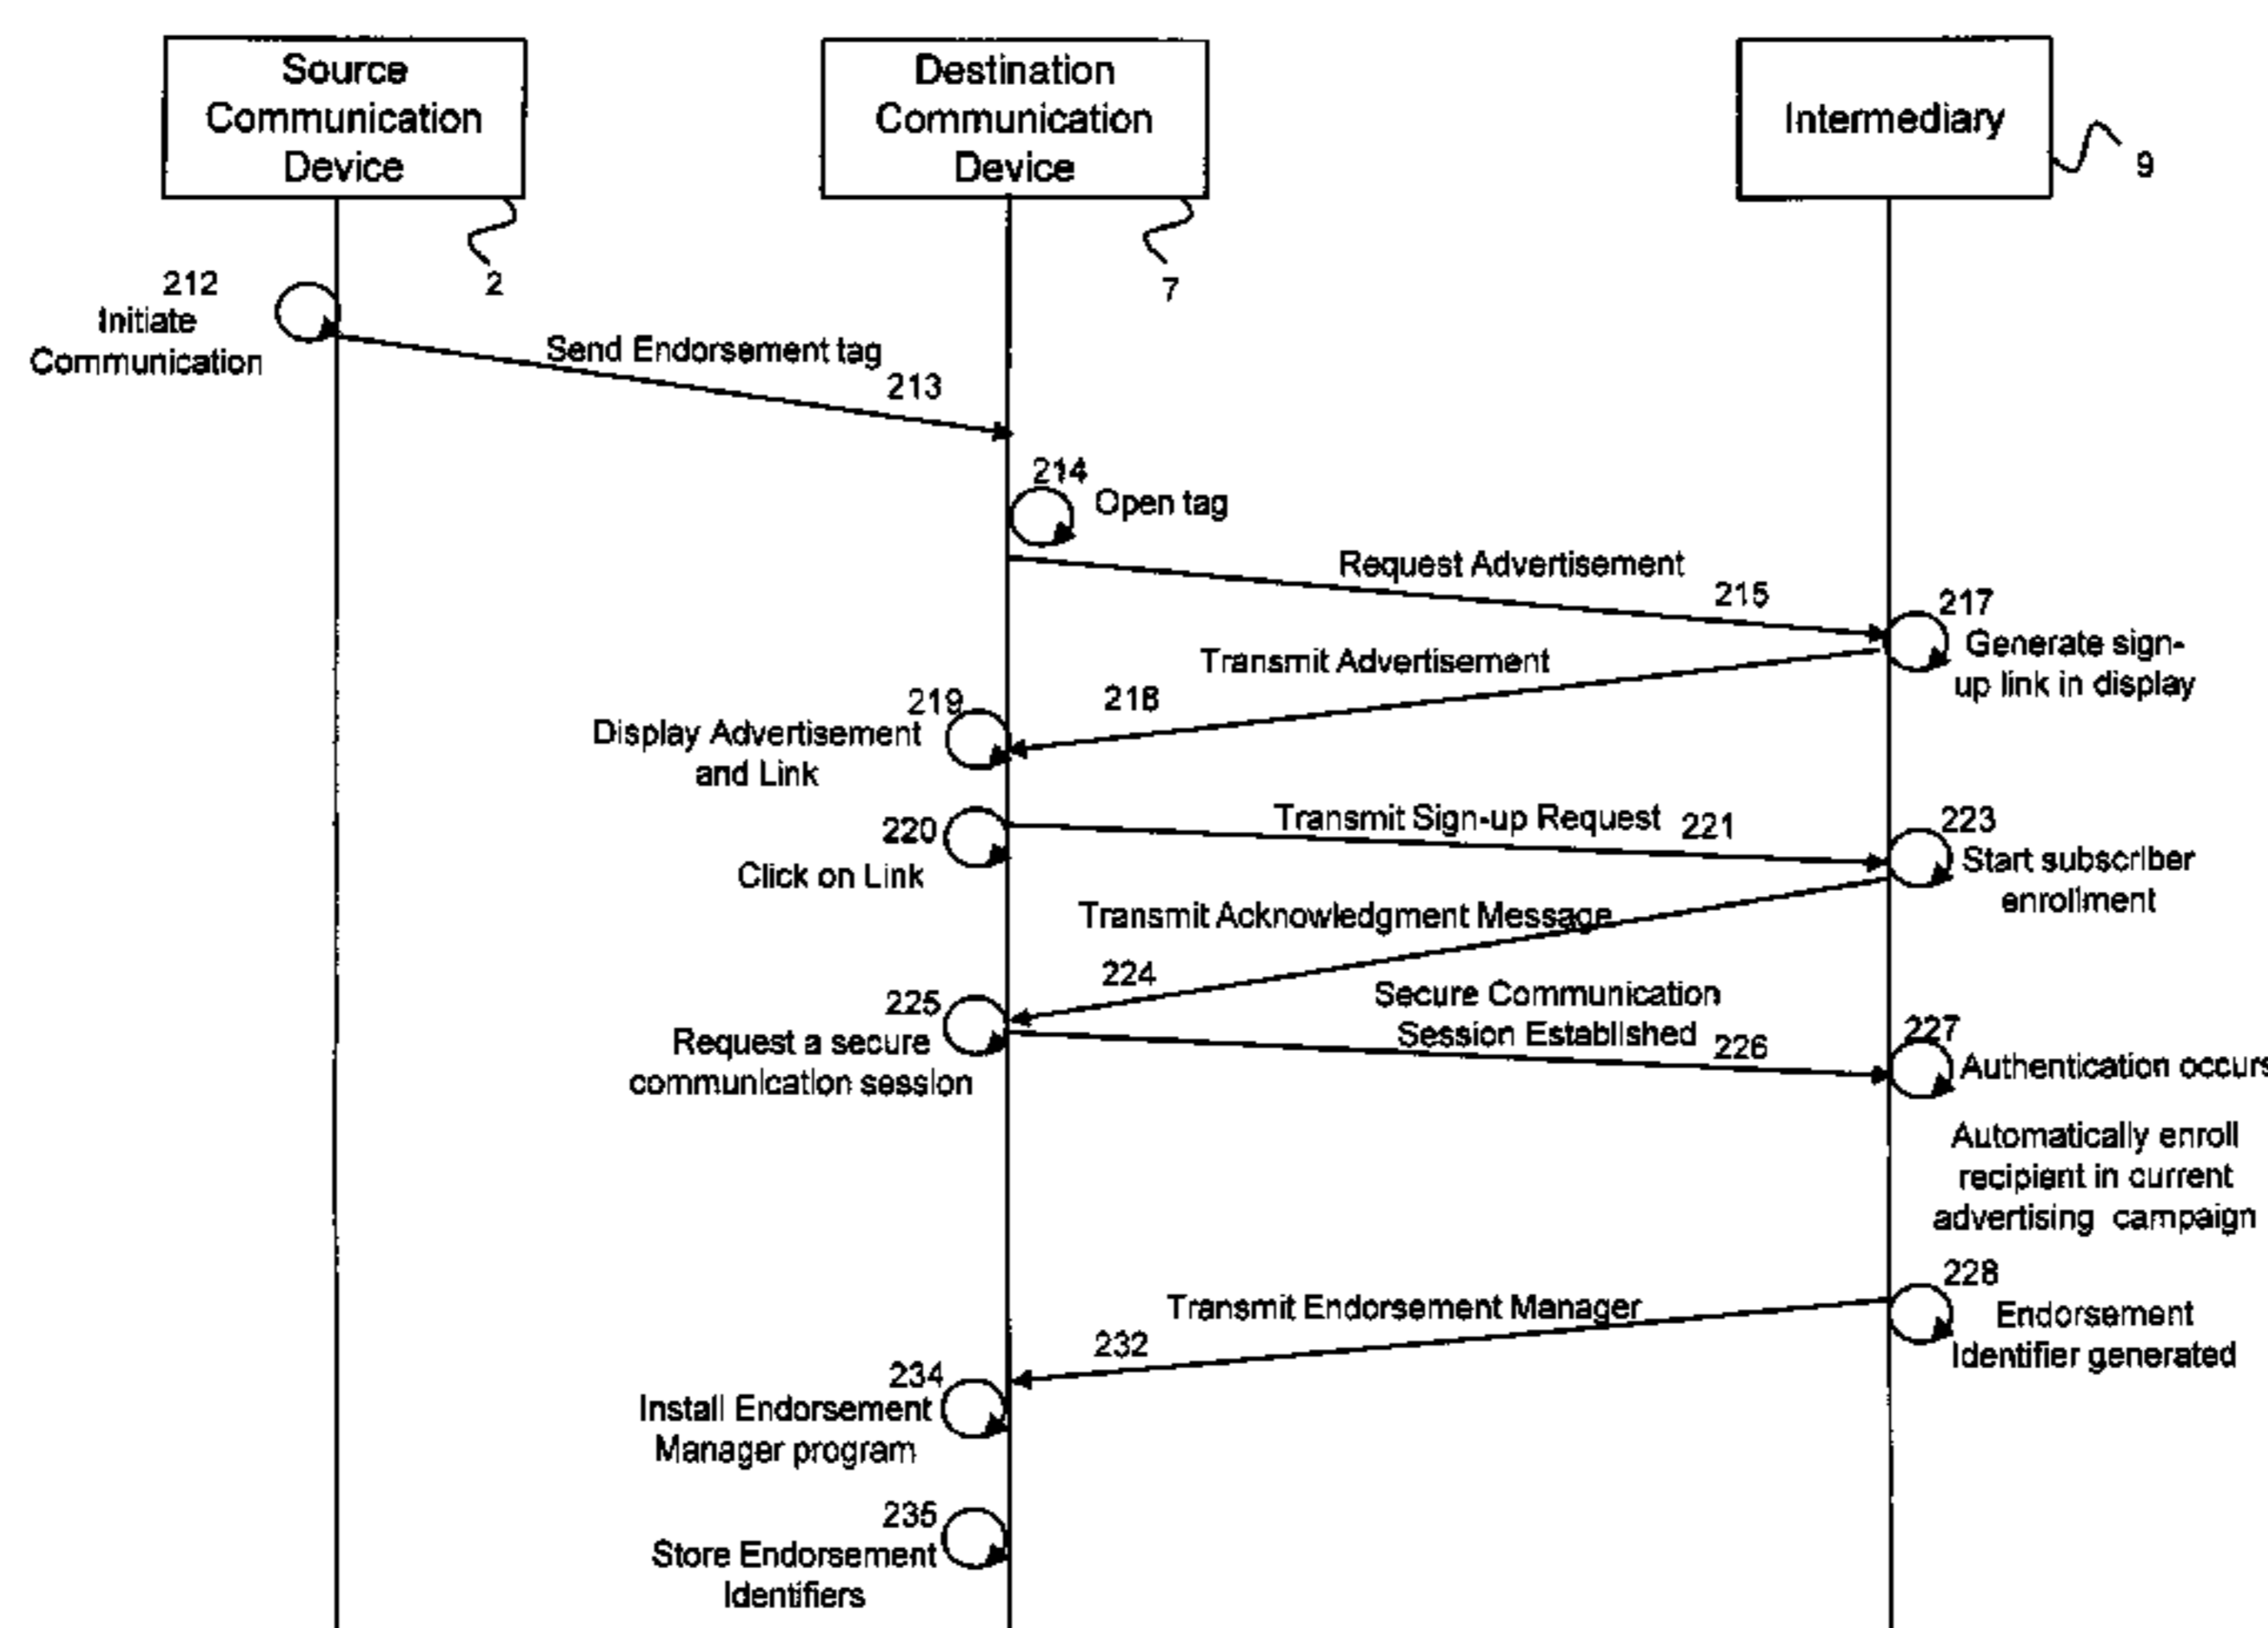 Source
Communication
Device
Destination
Communication
Device
Intermediary
9
2
7
212
Initiate
Communication
Send Endorsement tag
213
214
Open tag
Request Advertisement
215
217
Generate sign-
up link in display
Transmit Advertisement
218
219
Display Advertisement
and Link
220
Click on Link
Transmit Sign-up Request
221
223
Start subscriber
enrollment
Transmit Acknowledgment Message
224
225
Request a secure
communication session
Secure Communication
Session Established
226
227
Authentication occurs
Automatically enroll
recipient in current
advertising campaign
228
Endorsement
Identifier generated
Transmit Endorsement Manager
232
234
Install Endorsement
Manager program
235
Store Endorsement
Identifiers